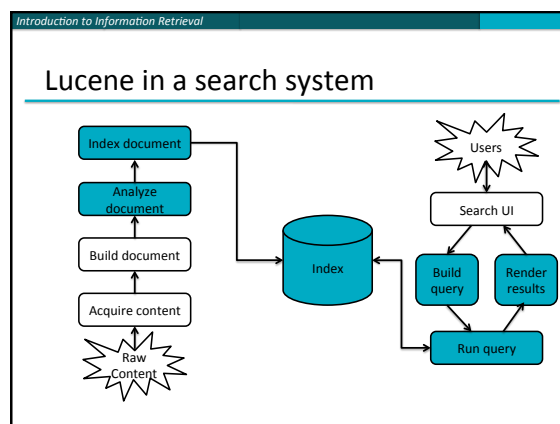 Introduction to Information Retrieval
Lucene in a search system
Index document
Analyze
document
Build document
Acquire content
Raw
Content
Index
Users
Search UI
Build
query
Render
results
Run query